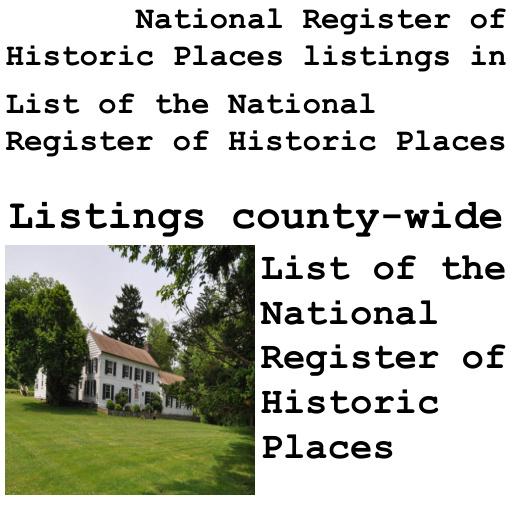 National Register of
Historic Places listings in
List of the National
Register of Historic Places
Listings county-wide
List of the
National
Register of
Historic
Places